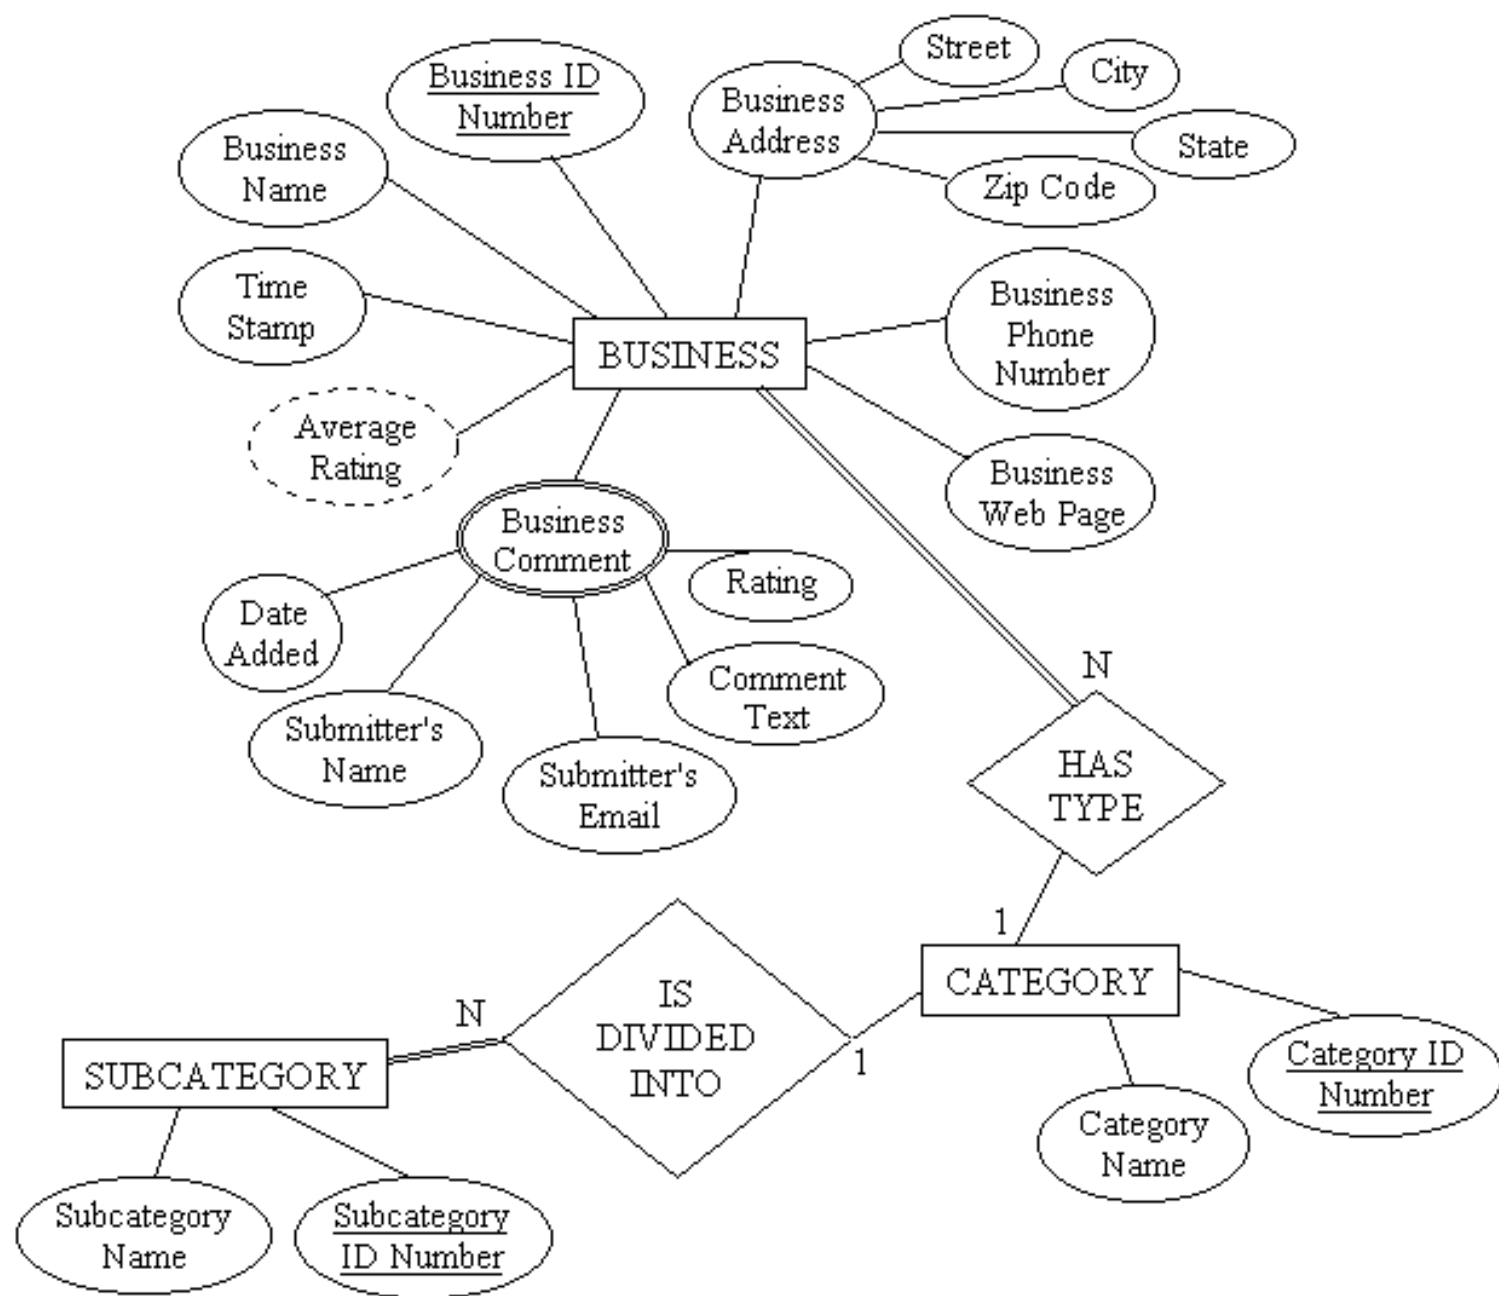 Business ID
Number
Street
City
Business
Address
State
Zip Code
Business
Name
Time
Stamp
Business
Phone
Number
BUSINESS
Average
Rating
Business
Web Page
Business
Comment
Rating
Date
Added
Comment
Text
Submitter's
Name
Submitter's
Email
N
HAS
TYPE
1
CATEGORY
IS
DIVIDED
INTO
N
1
SUBCATEGORY
Category ID
Number
Category
Name
Subcategory
Name
Subcategory
ID Number